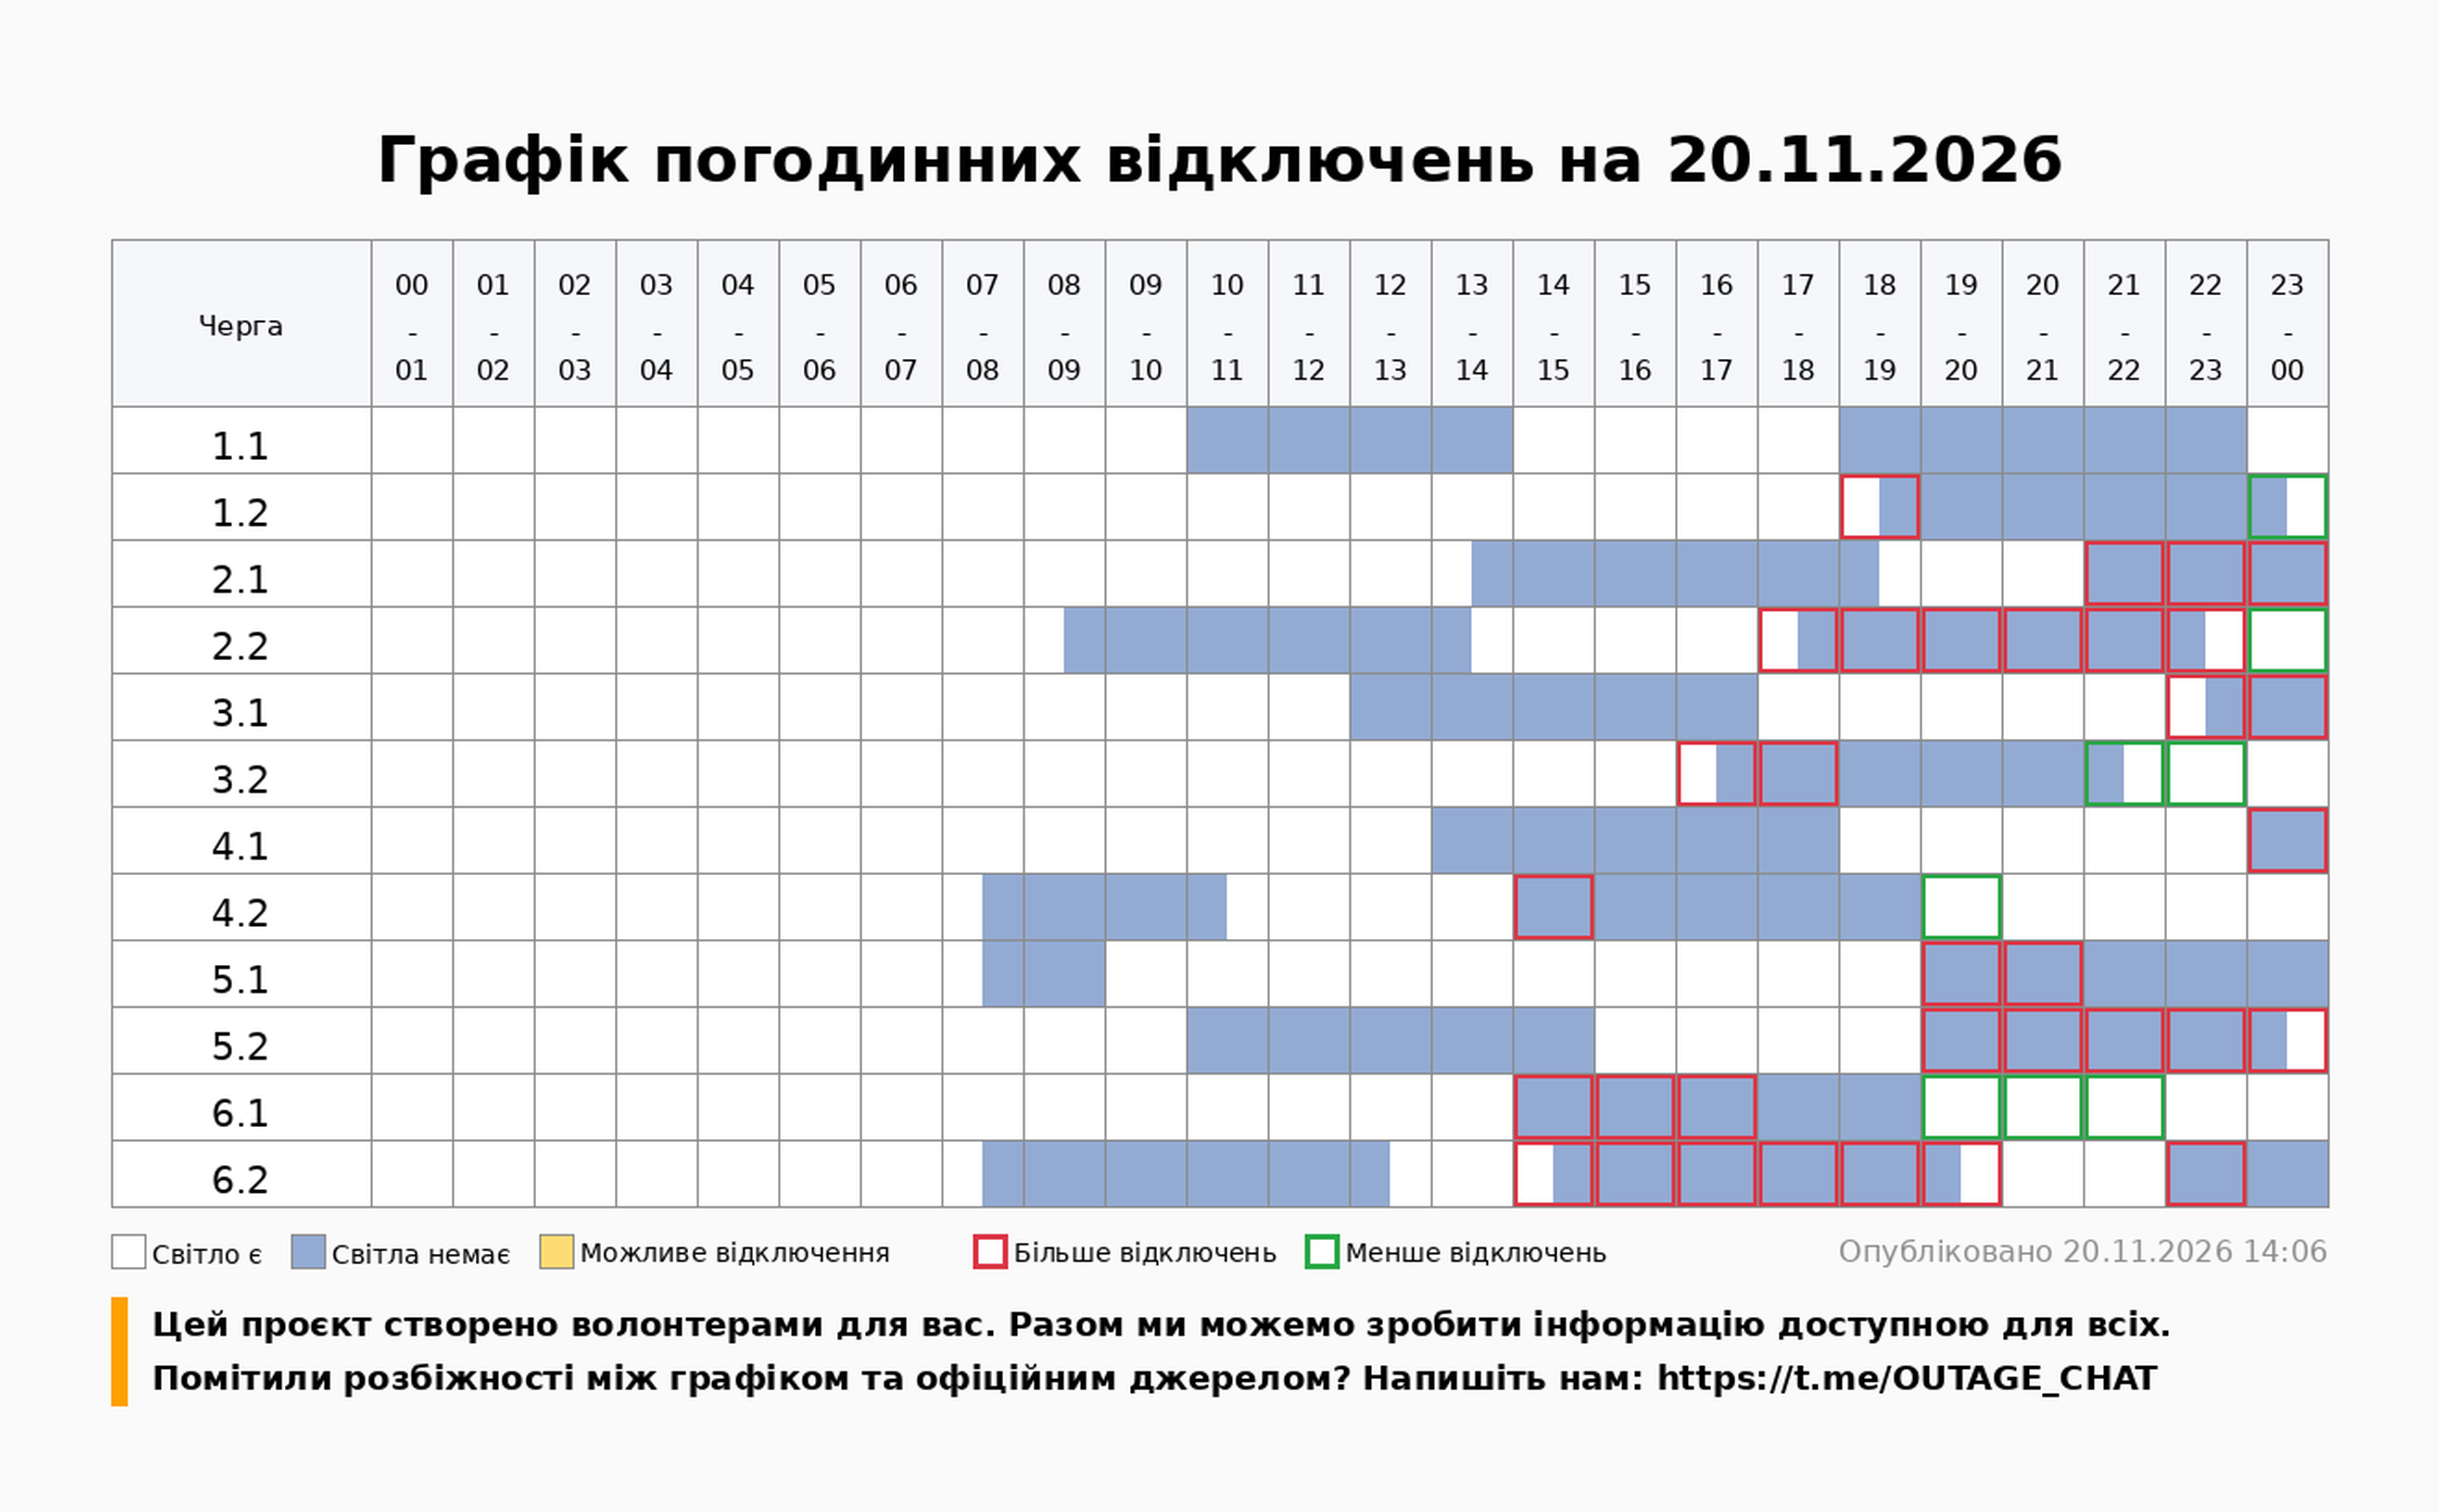 Графік погодинних відключень на 20.11.2026
Черга 00 - 01 01 - 02 02 - 03 03 - 04 04 - 05 05 - 06 06 - 07 07 - 08 08 - 09 09 - 10 10 - 11 11 - 12 12 - 13 13 - 14 14 - 15 15 - 16 16 - 17 17 - 18 18 - 19 19 - 20 20 - 21 21 - 22 22 - 23 23 - 00
1.1
1.2
2.1
2.2
3.1
3.2
4.1
4.2
5.1
5.2
6.1
6.2
Світло є Світла немає Можливе відключення Більше відключень Менше відключень Опубліковано 20.11.2026 14:06
Цей проєкт створено волонтерами для вас. Разом ми можемо зробити інформацію доступною для всіх.
Помітили розбіжності між графіком та офіційним джерелом? Напишіть нам: https://t.me/OUTAGE_CHAT